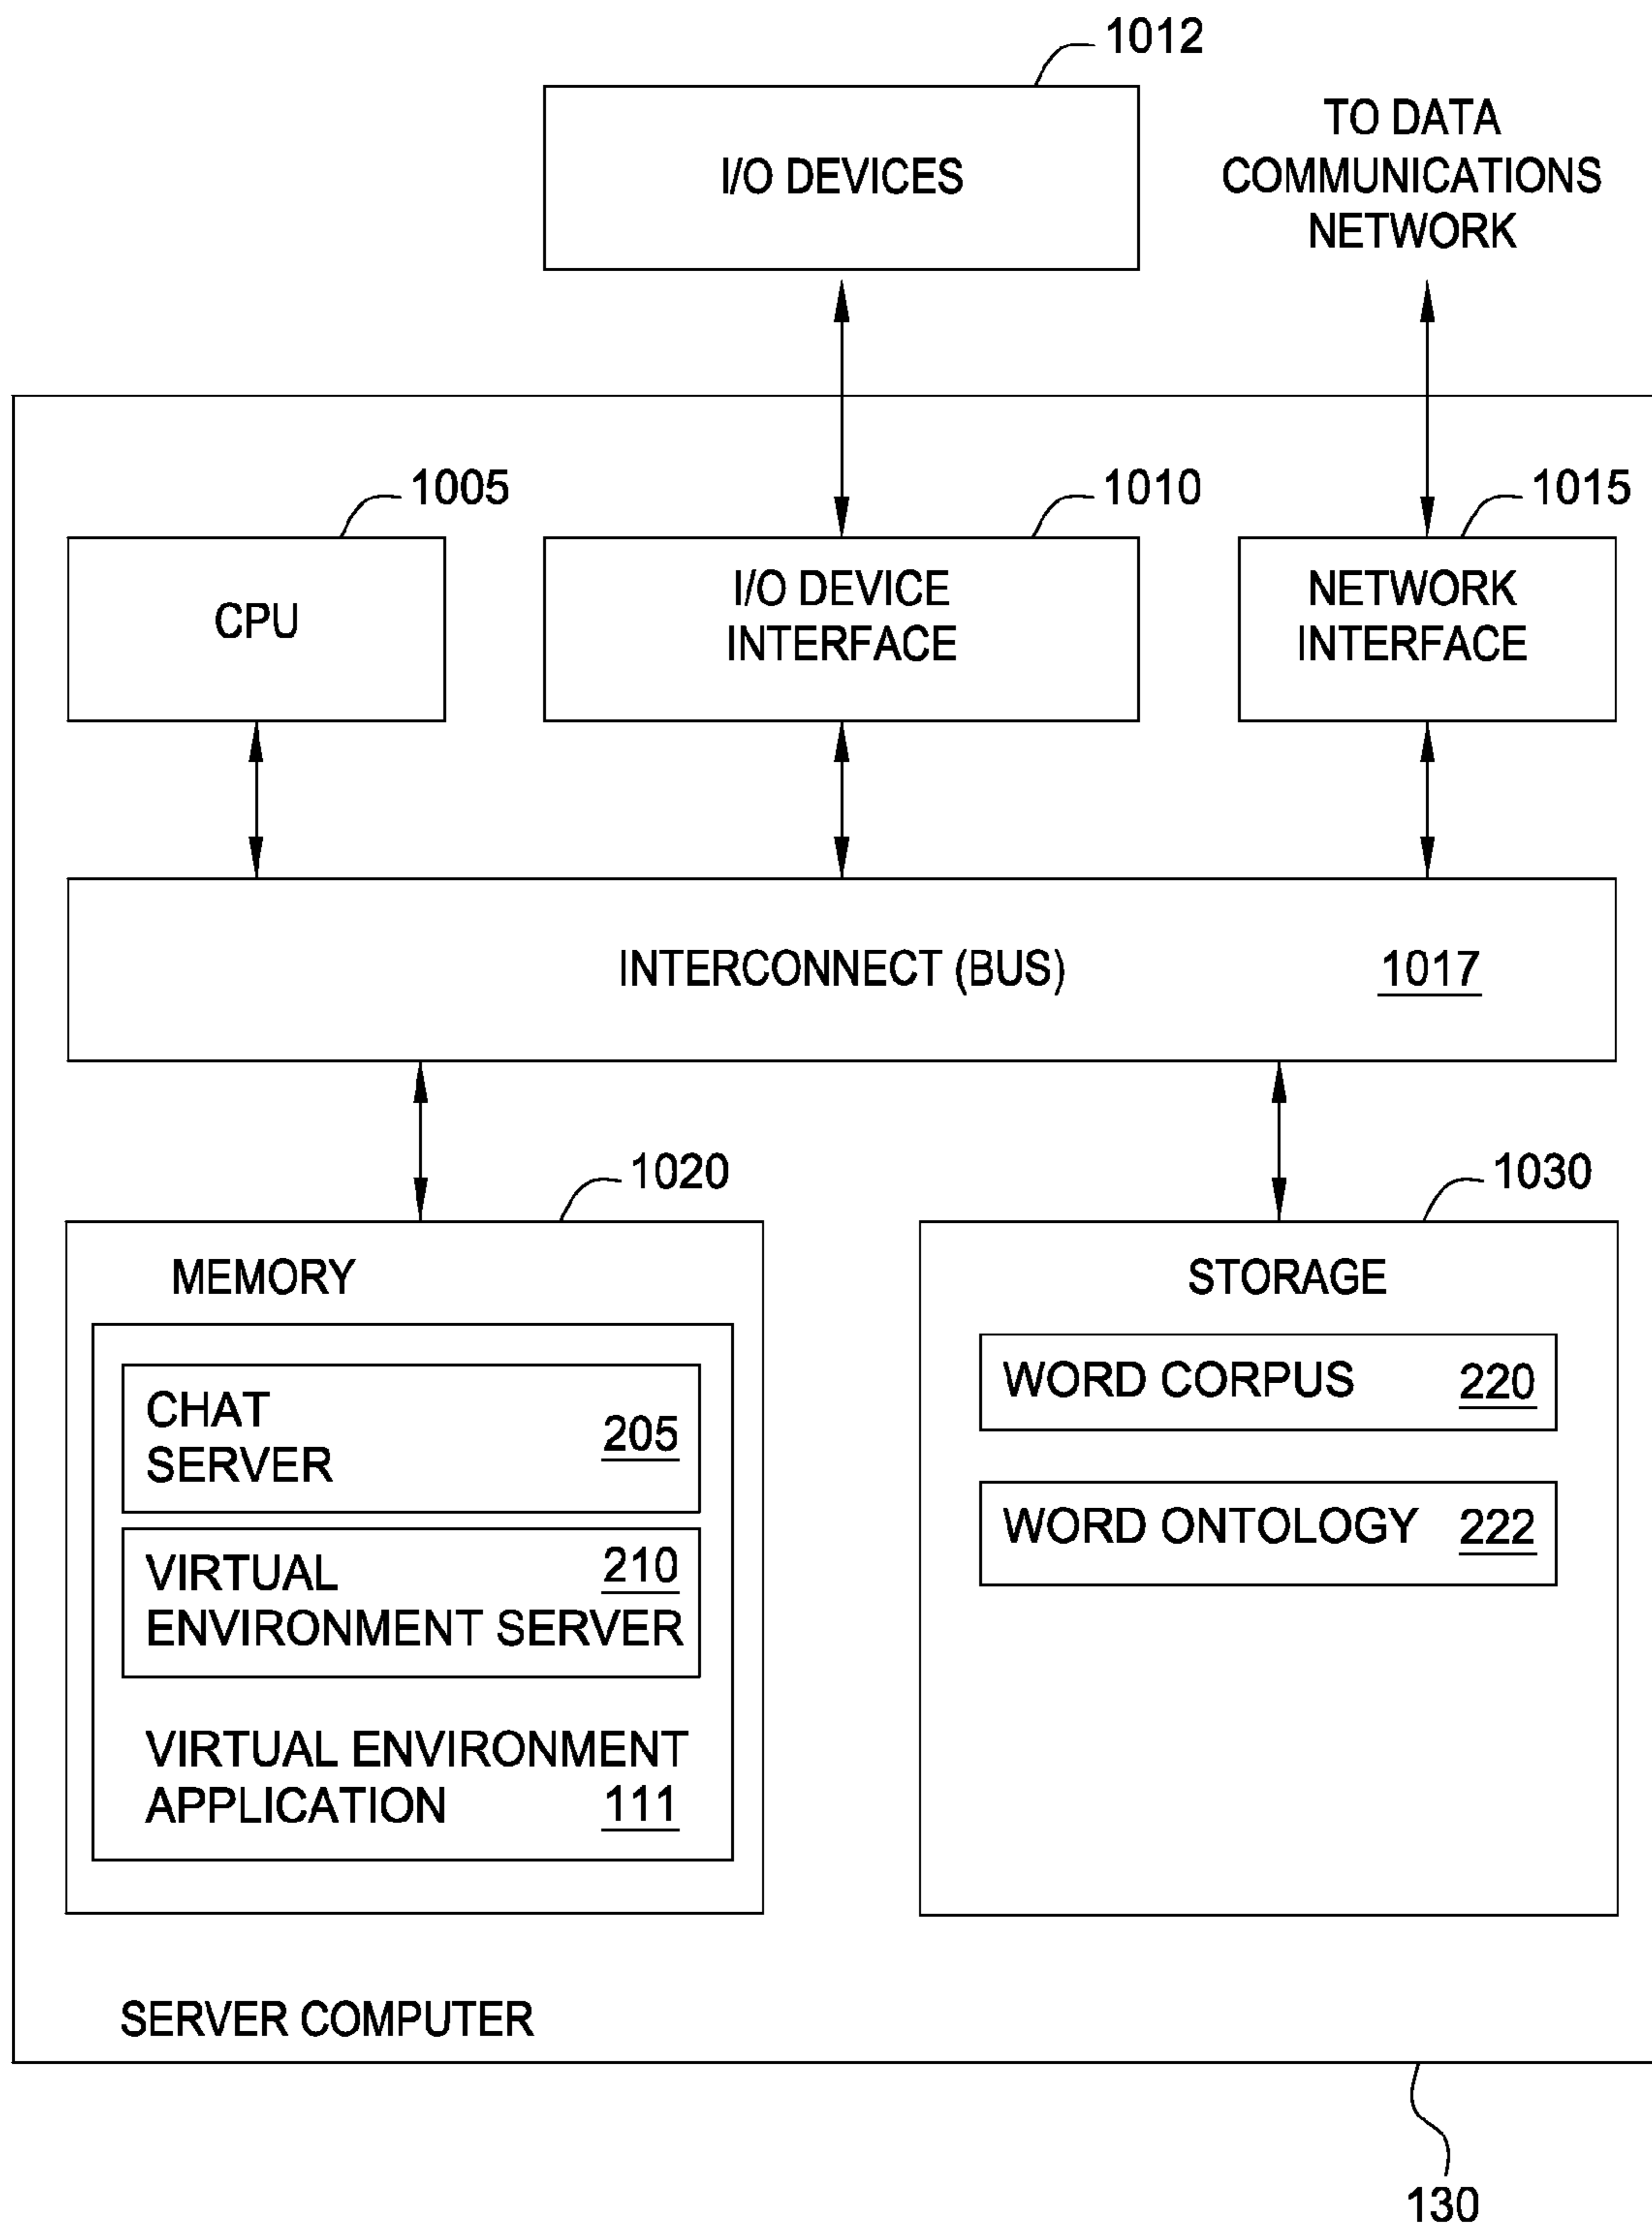 1012
I/O DEVICES
TO DATA
COMMUNICATIONS
NETWORK
1005
1010
1015
CPU
I/O DEVICE
INTERFACE
NETWORK
INTERFACE
INTERCONNECT (BUS) 1017
1020
1030
MEMORY
CHAT
SERVER 205
VIRTUAL 210
ENVIRONMENT SERVER
VIRTUAL ENVIRONMENT
APPLICATION 111
STORAGE
WORD CORPUS 220
WORD ONTOLOGY 222
SERVER COMPUTER
130